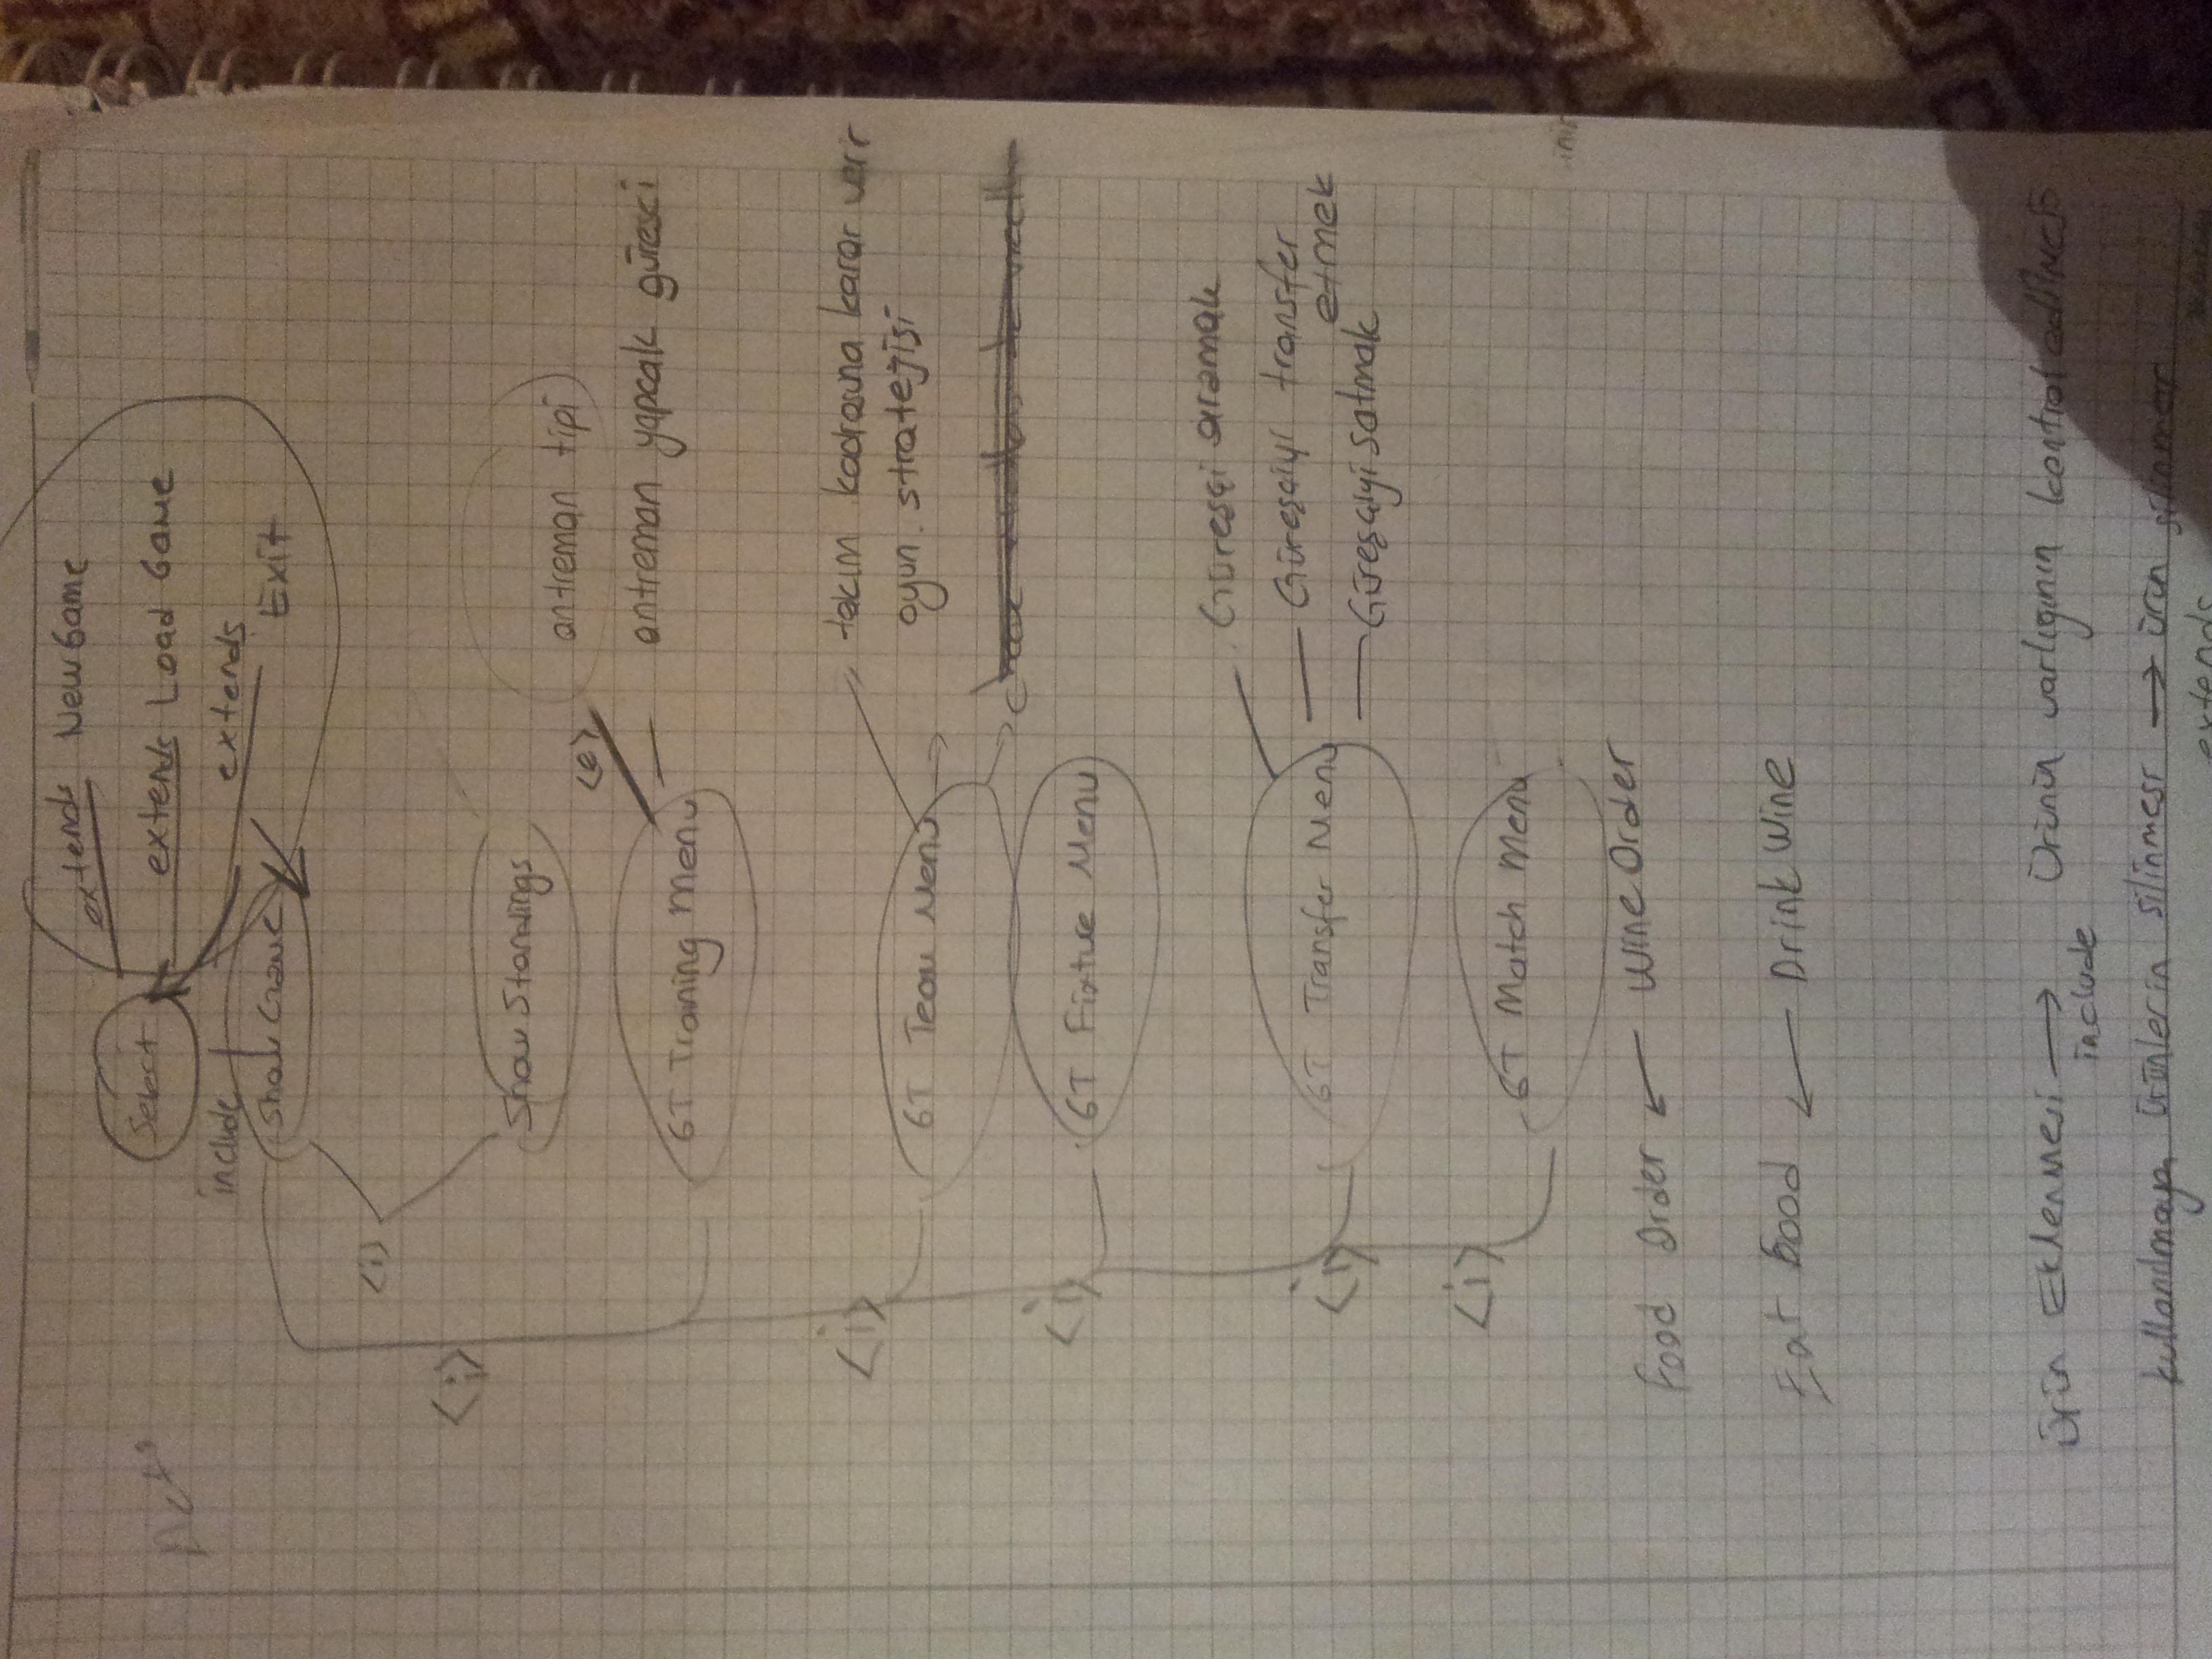 extends New Game
Select
extends Load Game
include
extends
Show Game
Exit
<i>
<i>
Show Standings
antreman tipi
<e>
antreman yapcak güreşci
GT Training Menu
<i>
takım kadrosuna karar verir
GT Team Menu
oyun stratejisi
<i>
GT Fixture Menu
Güreşçi aramak
Güreşçiyi transfer
etmek
<i>
GT Transfer Menu
Güreşçiyi satmak
<i>
GT Match Menu
Food Order ← Wine Order
Eat Food ← Drink Wine
Ürün Eklenmesi → Ürünün varlığının kontrol edilmesi
include
kullanılmayan ürünlerin silinmesi → ürün silinmesi
extends